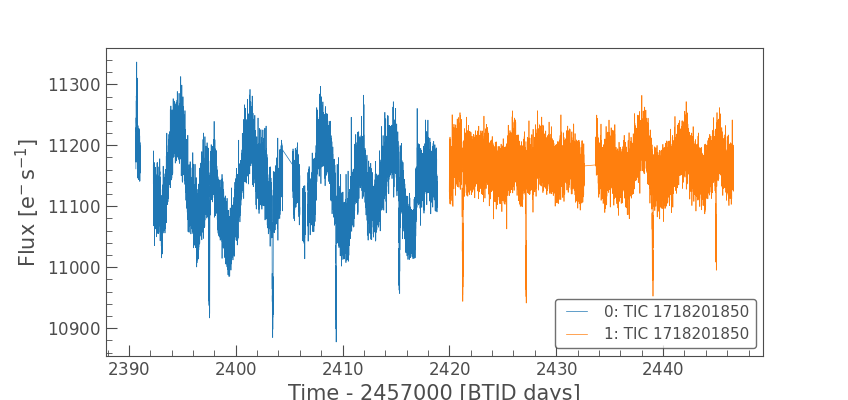 11300
11200
11100
11000
10900
Flux [e⁻ s⁻¹]
2390 2400 2410 2420 2430 2440
Time - 2457000 [BTJD days]
0: TIC 1718201850
1: TIC 1718201850